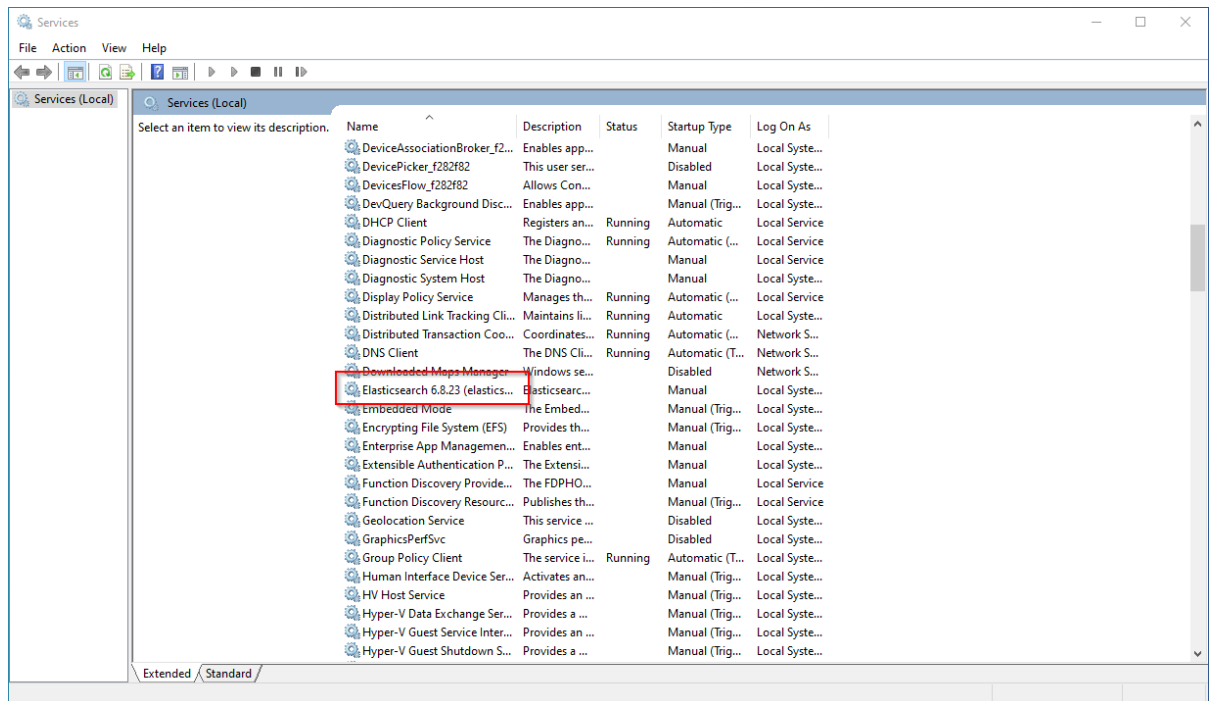 Services
File Action View Help
Services (Local)
Services (Local)
Select an item to view its description.
Name Description Status Startup Type Log On As
DeviceAssociationBroker_f2... Enables app... Manual Local Syste...
DevicePicker_f282f82 This user ser... Disabled Local Syste...
DevicesFlow_f282f82 Allows Con... Manual Local Syste...
DevQuery Background Disc... Enables app... Manual (Trig... Local Syste...
DHCP Client Registers an... Running Automatic Local Service
Diagnostic Policy Service The Diagno... Running Automatic (... Local Service
Diagnostic Service Host The Diagno... Manual Local Service
Diagnostic System Host The Diagno... Manual Local Syste...
Display Policy Service Manages th... Running Automatic (... Local Service
Distributed Link Tracking Cli... Maintains li... Running Automatic Local Syste...
Distributed Transaction Coo... Coordinates... Running Automatic (... Network S...
DNS Client The DNS Cli... Running Automatic (T... Network S...
Downloaded Maps Manager Windows se... Disabled Network S...
Elasticsearch 6.8.23 (elastics... Elasticsearc... Manual Local Syste...
Embedded Mode The Embed... Manual (Trig... Local Syste...
Encrypting File System (EFS) Provides th... Manual (Trig... Local Syste...
Enterprise App Managemen... Enables ent... Manual Local Syste...
Extensible Authentication P... The Extensi... Manual Local Syste...
Function Discovery Provide... The FDPHO... Manual Local Service
Function Discovery Resourc... Publishes th... Manual (Trig... Local Service
Geolocation Service This service ... Disabled Local Syste...
GraphicsPerfSvc Graphics pe... Disabled Local Syste...
Group Policy Client The service i... Running Automatic (T... Local Syste...
Human Interface Device Ser... Activates an... Manual (Trig... Local Syste...
HV Host Service Provides an ... Manual (Trig... Local Syste...
Hyper-V Data Exchange Ser... Provides a ... Manual (Trig... Local Syste...
Hyper-V Guest Service Inter... Provides an ... Manual (Trig... Local Syste...
Hyper-V Guest Shutdown S... Provides a ... Manual (Trig... Local Syste...
Extended Standard